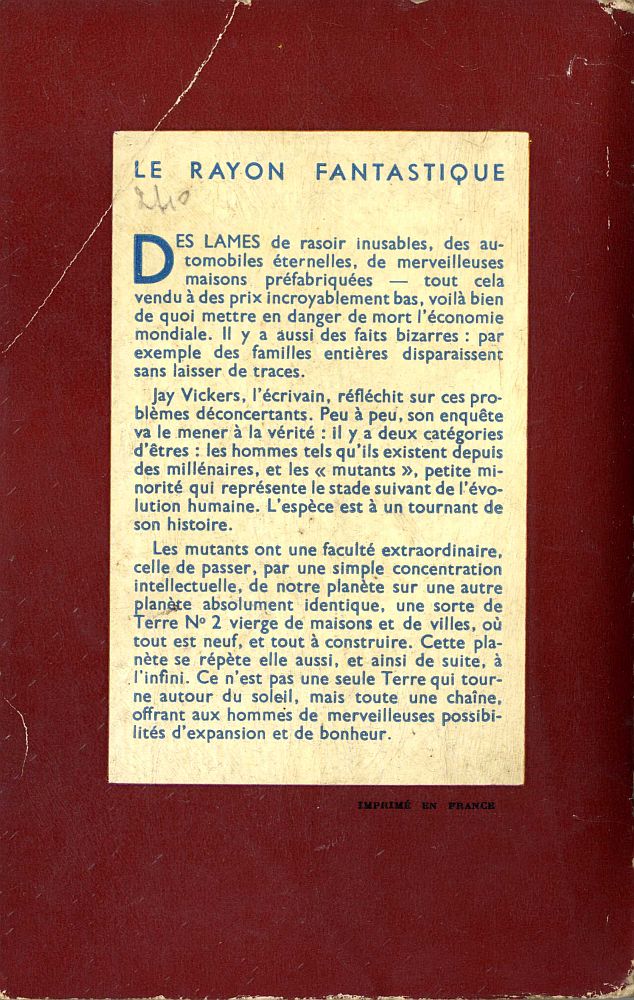 LE RAYON FANTASTIQUE
240
DES LAMES de rasoir inusables, des au-
tomobiles éternelles, de merveilleuses
maisons préfabriquées — tout cela
vendu à des prix incroyablement bas, voilà bien
de quoi mettre en danger de mort l'économie
mondiale. Il y a aussi des faits bizarres : par
exemple des familles entières disparaissent
sans laisser de traces.
Jay Vickers, l'écrivain, réfléchit sur ces pro-
blèmes déconcertants. Peu à peu, son enquête
va le mener à la vérité : il y a deux catégories
d'êtres : les hommes tels qu'ils existent depuis
des millénaires, et les « mutants », petite mi-
norité qui représente le stade suivant de l'évo-
lution humaine. L'espèce est à un tournant de
son histoire.
Les mutants ont une faculté extraordinaire,
celle de passer, par une simple concentration
intellectuelle, de notre planète sur une autre
planète absolument identique, une sorte de
Terre Nº 2 vierge de maisons et de villes, où
tout est neuf, et tout à construire. Cette pla-
nète se répète elle aussi, et ainsi de suite, à
l'infini. Ce n'est pas une seule Terre qui tour-
ne autour du soleil, mais toute une chaîne,
offrant aux hommes de merveilleuses possibi-
lités d'expansion et de bonheur.
IMPRIMÉ EN FRANCE